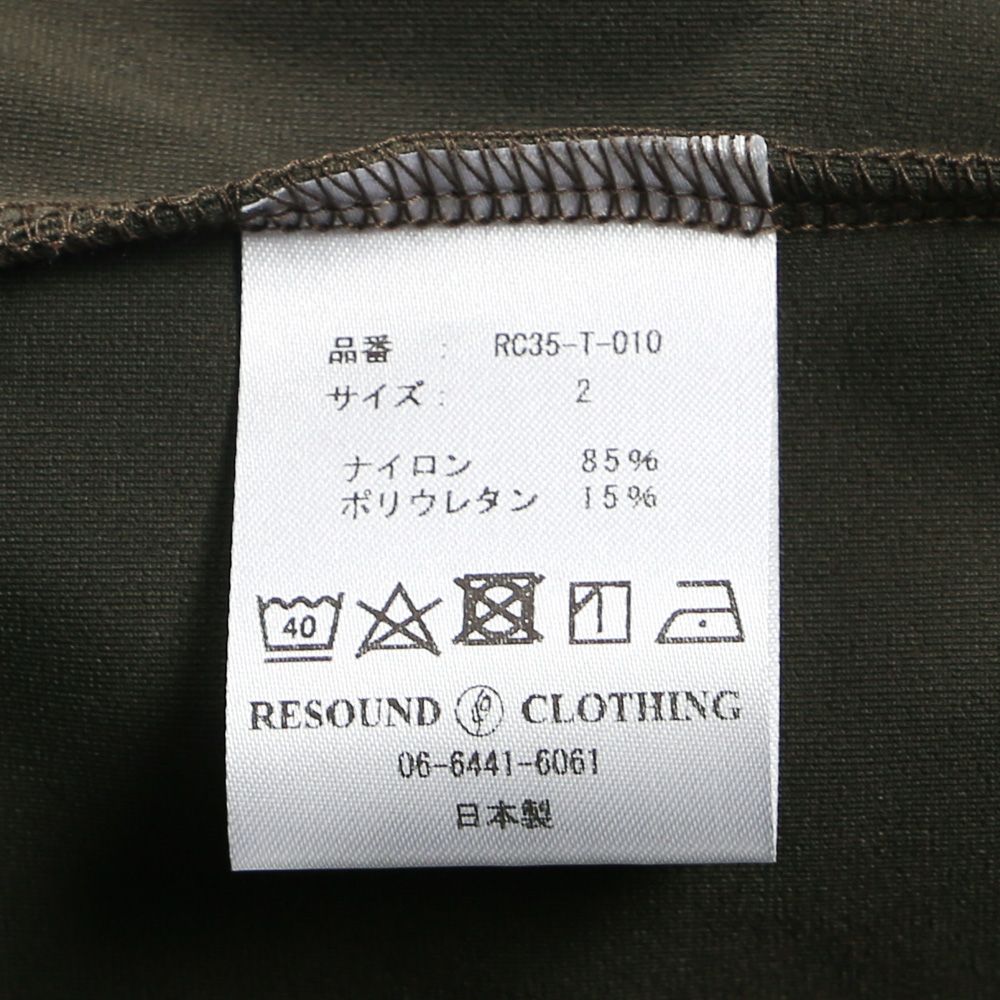 品番 : RC35-T-010
サイズ: 2
ナイロン 85%
ポリウレタン 15%
40
RESOUND CLOTHING
06-6441-6061
日本製